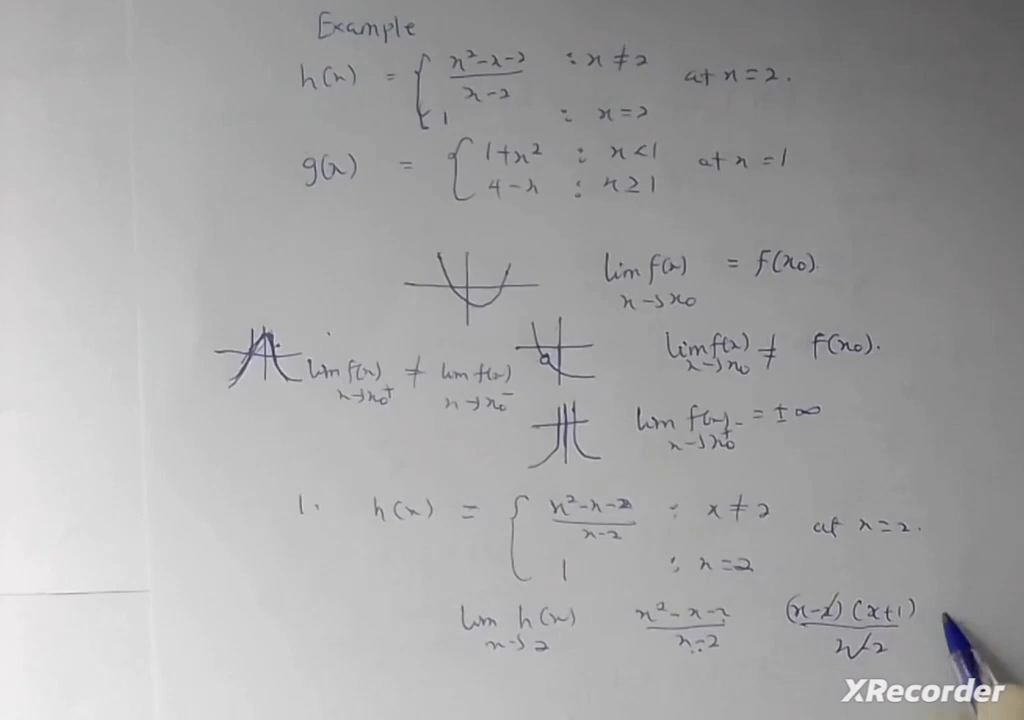 Example
h(x) = { x²-x-2 / x-2 : x ≠ 2 at x = 2.
1 : x = 2
g(x) = { 1+x² : x < 1 at x = 1
4-x : x ≥ 1
lim f(x) = f(x₀).
x→x₀
lim f(x) ≠ lim f(x)
x→x₀⁺ x→x₀⁻
lim f(x) ≠ f(x₀).
x→x₀
lim f(x) = ±∞
x→x₀±
1. h(x) = { x²-x-2 / x-2 : x ≠ 2 at x = 2.
1 : x = 2
lim h(x) x²-x-2 / x-2 (x-2)(x+1) / x-2
x→2
XRecorder